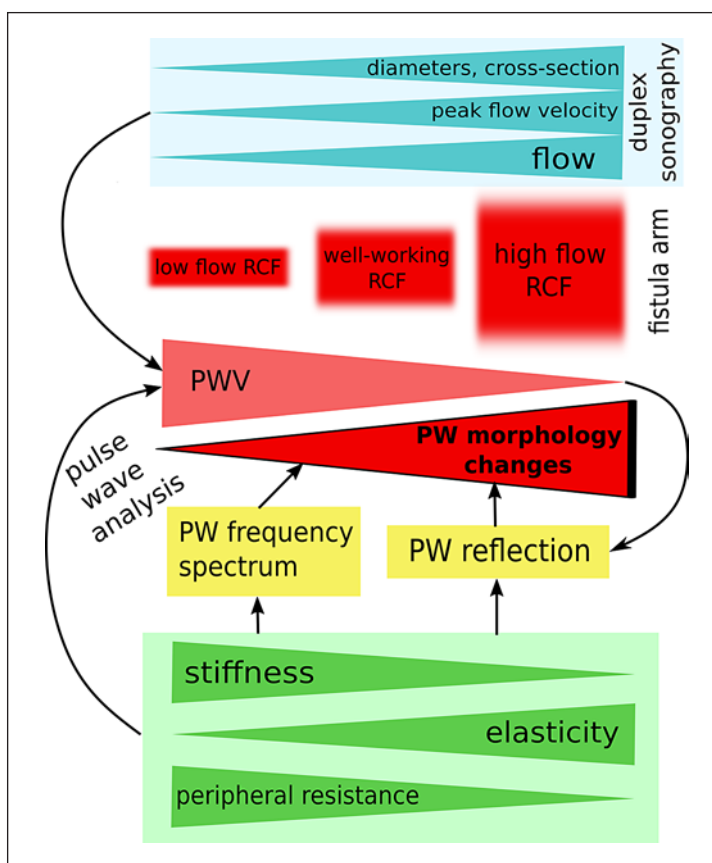 diameters, cross-section
peak flow velocity
flow
duplex
sonography
low flow RCF
well-working
RCF
high flow
RCF
fistula arm
PWV
PW morphology
changes
pulse
wave
analysis
PW frequency
spectrum
PW reflection
stiffness
elasticity
peripheral resistance